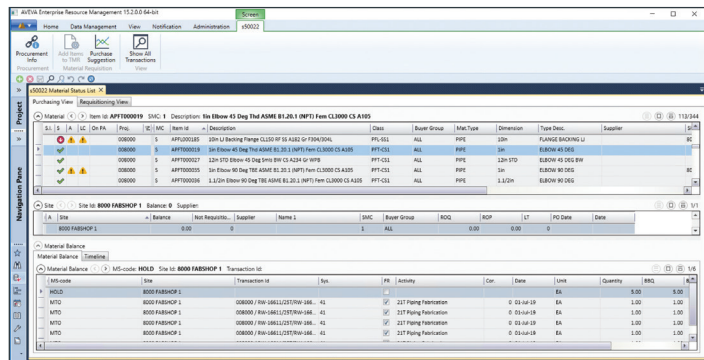 AVEVA Enterprise Resource Management 15.2.0.0 64-bit
Screen
Home Data Management View Notification Administration s50022
Procurement Info
Add Items to TMR
Purchase Suggestion
Show All Transactions
Procurement Material Requisition View
s50022 Material Status List
Purchasing View Requisitioning View
Project
Navigation Pane
Material Item Id: APFT000019 SMC: 1 Description: 1in Elbow 45 Deg Thd ASME B1.20.1 (NPT) Fem CL3000 CS A105 113/344
S.I. S A LC On PA Proj. MC Item Id Description Class Buyer Group Mat.Type Dimension Type Desc. Supplier
008000 S APFL000185 10in LJ Backing Flange CL150 RF SS A182 Gr F304/304L PFL-SS1 ALL PIPE 10in FLANGE BACKING LJ
008000 S APFT000019 1in Elbow 45 Deg Thd ASME B1.20.1 (NPT) Fem CL3000 CS A105 PFT-CS1 ALL PIPE 1in ELBOW 45 DEG
008000 S APFT000027 12in STD Elbow 45 Deg Smls BW CS A234 Gr WPB PFT-CS1 ALL PIPE 12in STD ELBOW 45 DEG BW
008000 S APFT000035 1in Elbow 90 Deg TBE ASME B1.20.1 (NPT) Fem CL3000 CS A105 PFT-CS1 ALL PIPE 1in ELBOW 90 DEG
008000 S APFT000036 1.1/2in Elbow 90 Deg TBE ASME B1.20.1 (NPT) Fem CL3000 CS A105 PFT-CS1 ALL PIPE 1.1/2in ELBOW 90 DEG
Site Site Id: 8000 FABSHOP 1 Balance: 0 Supplier: 1/1
A Site Balance Not Requisitio... Supplier Name 1 SMC Buyer Group ROQ ROP LT PO Date Date
8000 FABSHOP 1 0.00 0 1 ALL 0.00 0.00 0
Material Balance
Material Balance Timeline
Material Balance MS-code: HOLD Site Id: 8000 FABSHOP 1 Transaction Id: 1/6
MS-code Site Transaction Id Sys. FR Activity Cor. Date Unit Quantity BBQ
HOLD 8000 FABSHOP 1 EA 5.00 5.00
MTO 8000 FABSHOP 1 008000 / RW-16611/2ST/RW-166... 41 21T Piping Fabrication 0 01-Jul-19 EA 1.00 1.00
MTO 8000 FABSHOP 1 008000 / RW-16611/2ST/RW-166... 41 21T Piping Fabrication 0 01-Jul-19 EA 1.00 1.00
MTO 8000 FABSHOP 1 008000 / RW-16611/2ST/RW-166... 41 21T Piping Fabrication 0 01-Jul-19 EA 1.00 1.00
MTO 8000 FABSHOP 1 008000 / RW-16611/2ST/RW-166... 41 21T Piping Fabrication 0 01-Jul-19 EA 1.00 1.00